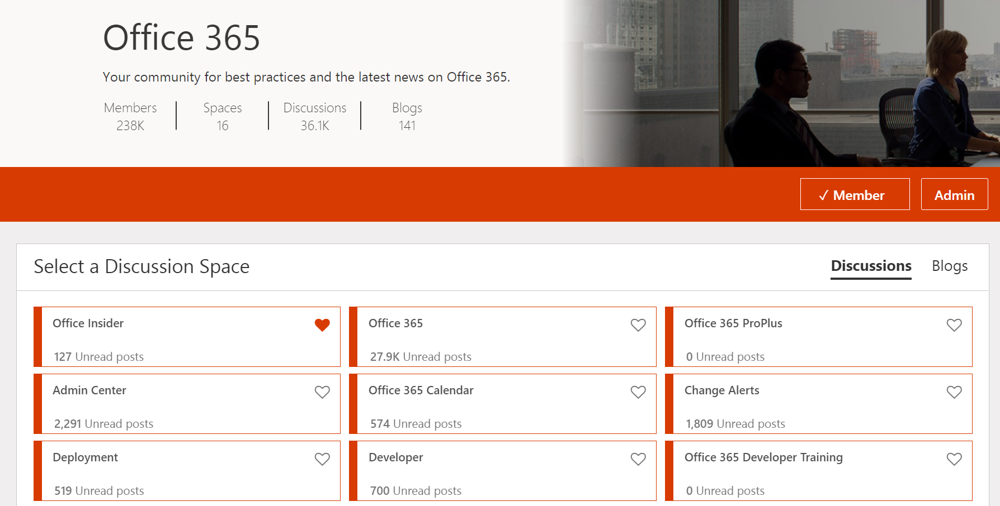 Office 365
Your community for best practices and the latest news on Office 365.
Members Spaces Discussions Blogs
238K 16 36.1K 141
✓ Member Admin
Select a Discussion Space Discussions Blogs
Office Insider Office 365 Office 365 ProPlus
127 Unread posts 27.9K Unread posts 0 Unread posts
Admin Center Office 365 Calendar Change Alerts
2,291 Unread posts 574 Unread posts 1,809 Unread posts
Deployment Developer Office 365 Developer Training
519 Unread posts 700 Unread posts 0 Unread posts